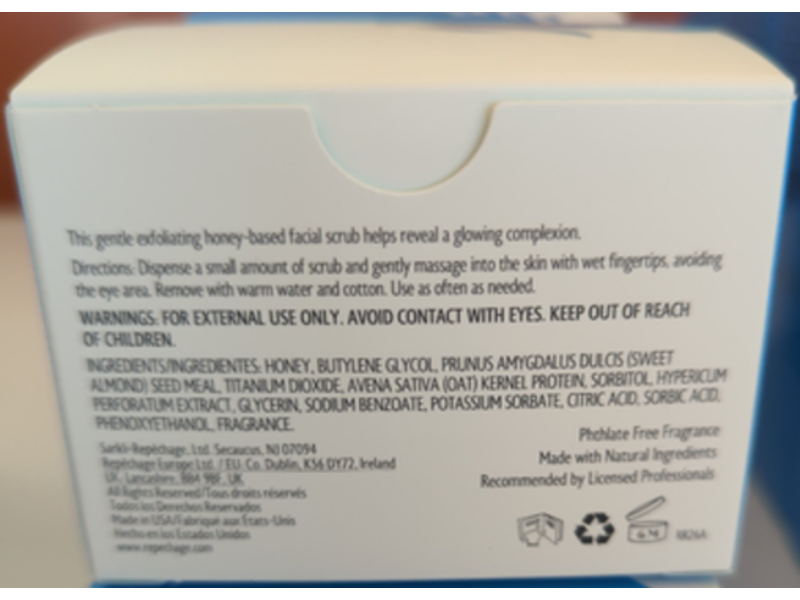 This gentle exfoliating honey-based facial scrub helps reveal a glowing complexion.
Directions: Dispense a small amount of scrub and gently massage into the skin with wet fingertips, avoiding
the eye area. Remove with warm water and cotton. Use as often as needed.
WARNINGS: FOR EXTERNAL USE ONLY. AVOID CONTACT WITH EYES. KEEP OUT OF REACH
OF CHILDREN.
INGREDIENTS/INGREDIENTES: HONEY, BUTYLENE GLYCOL, PRUNUS AMYGDALUS DULCIS (SWEET
ALMOND) SEED MEAL, TITANIUM DIOXIDE, AVENA SATIVA (OAT) KERNEL PROTEIN, SORBITOL, HYPERICUM
PERFORATUM EXTRACT, GLYCERIN, SODIUM BENZOATE, POTASSIUM SORBATE, CITRIC ACID, SORBIC ACID,
PHENOXYETHANOL, FRAGRANCE.
Phthlate Free Fragrance
Made with Natural Ingredients
Recommended by Licensed Professionals
Sarkli-Repêchage, Ltd. Secaucus, NJ 07094
Repêchage Europe Ltd. / EU: Co. Dublin, K56 DY72, Ireland
UK: Lancashire, BB4 9BF, UK
All Rights Reserved/Tous droits réservés
Todos los Derechos Reservados
Made in USA/Fabriqué aux États-Unis
Hecho en los Estados Unidos
www.repechage.com